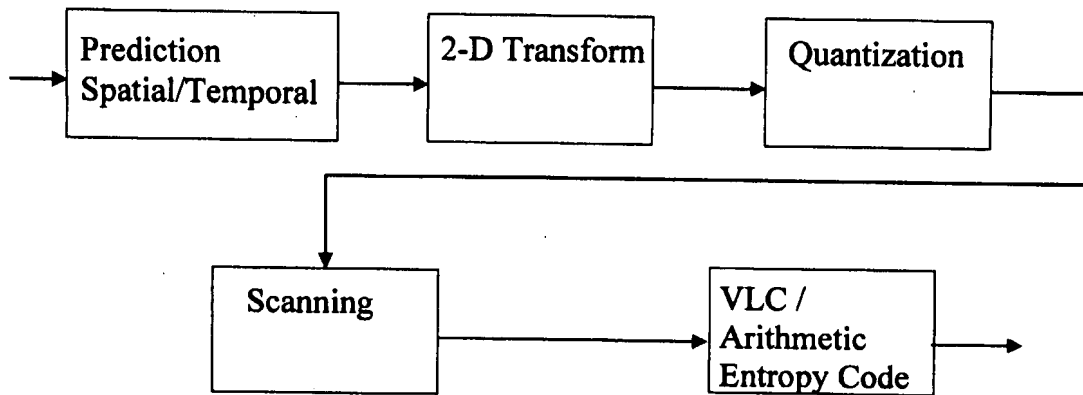 Prediction
Spatial/Temporal
2-D Transform
Quantization
Scanning
VLC /
Arithmetic
Entropy Code